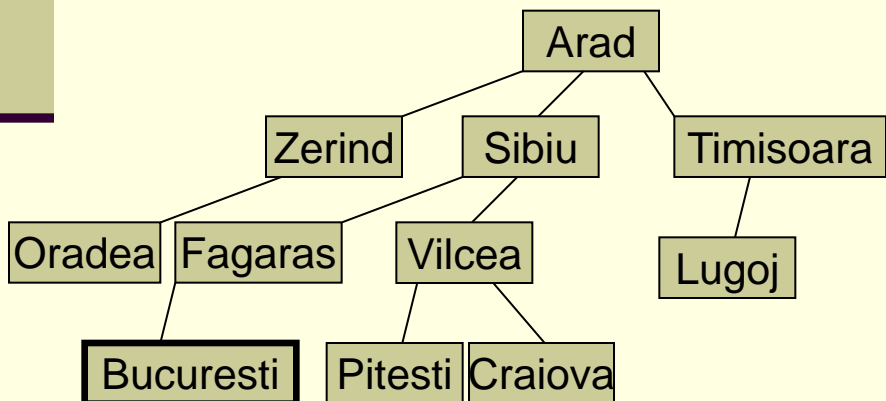 Arad
Zerind Sibiu Timisoara
Oradea Fagaras Vilcea Lugoj
Bucuresti Pitesti Craiova